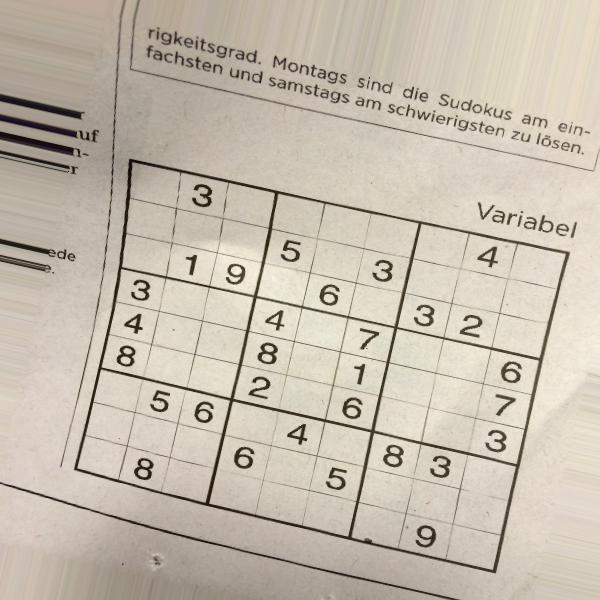 rigkeitsgrad. Montags sind die Sudokus am ein-
fachsten und samstags am schwierigsten zu lösen.
uf
n-
r
ede
e.
Variabel
3 4
5 3
1 9 6 3 2
3 4 7 6
4 8 1 7
8 2 6 3
5 6 4 8 3
6 5
8 9